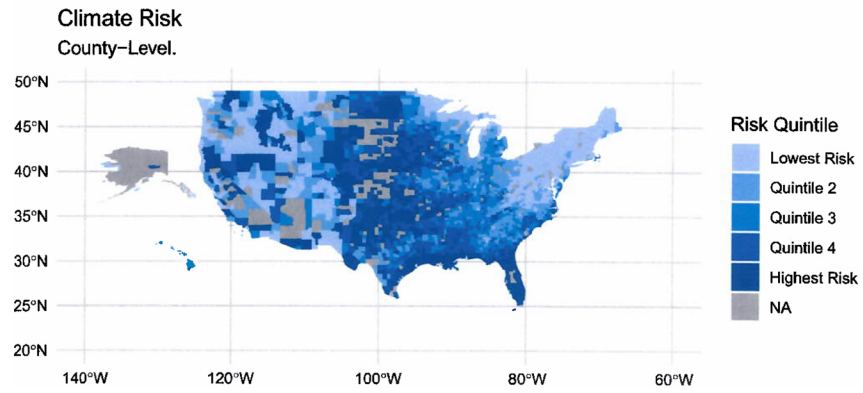 Climate Risk
County-Level.
50°N
45°N
40°N
35°N
30°N
25°N
20°N
140°W 120°W 100°W 80°W 60°W
Risk Quintile
Lowest Risk
Quintile 2
Quintile 3
Quintile 4
Highest Risk
NA